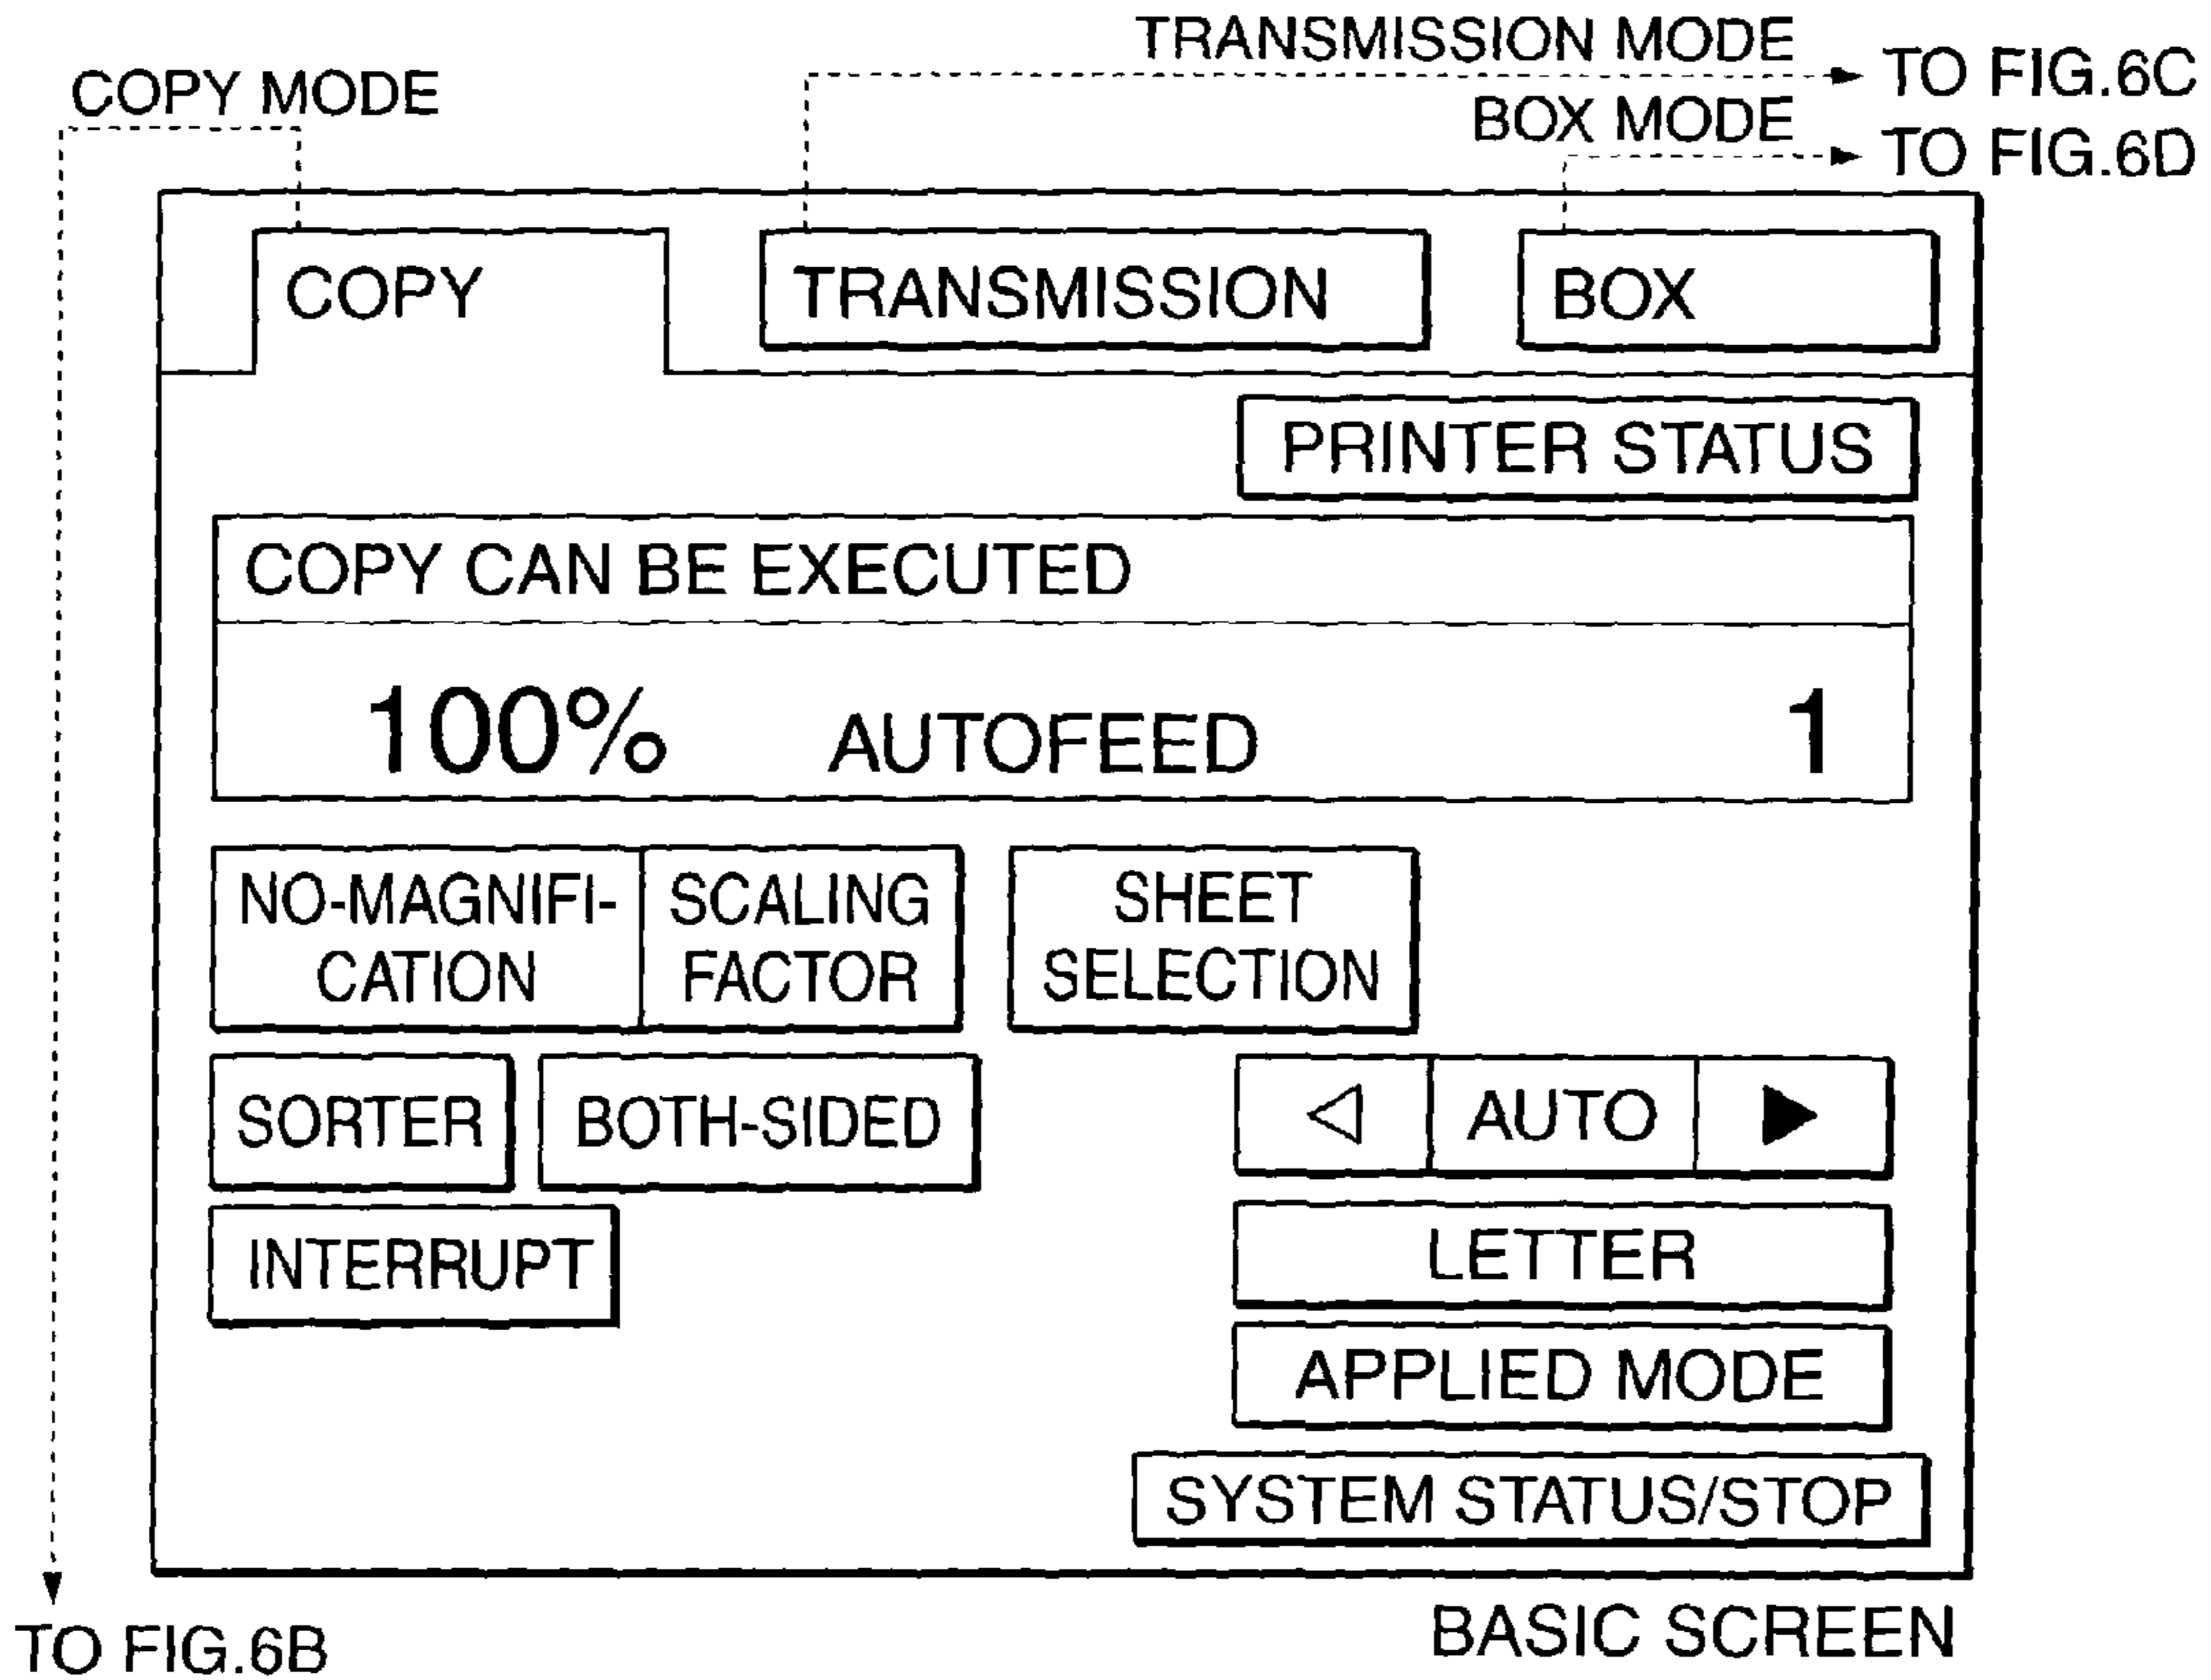 TRANSMISSION MODE
TO FIG.6C
COPY MODE
BOX MODE
TO FIG.6D
COPY
TRANSMISSION
BOX
PRINTER STATUS
COPY CAN BE EXECUTED
100% AUTOFEED 1
NO-MAGNIFI-
CATION
SCALING
FACTOR
SHEET
SELECTION
SORTER
BOTH-SIDED
AUTO
INTERRUPT
LETTER
APPLIED MODE
SYSTEM STATUS/STOP
TO FIG.6B
BASIC SCREEN